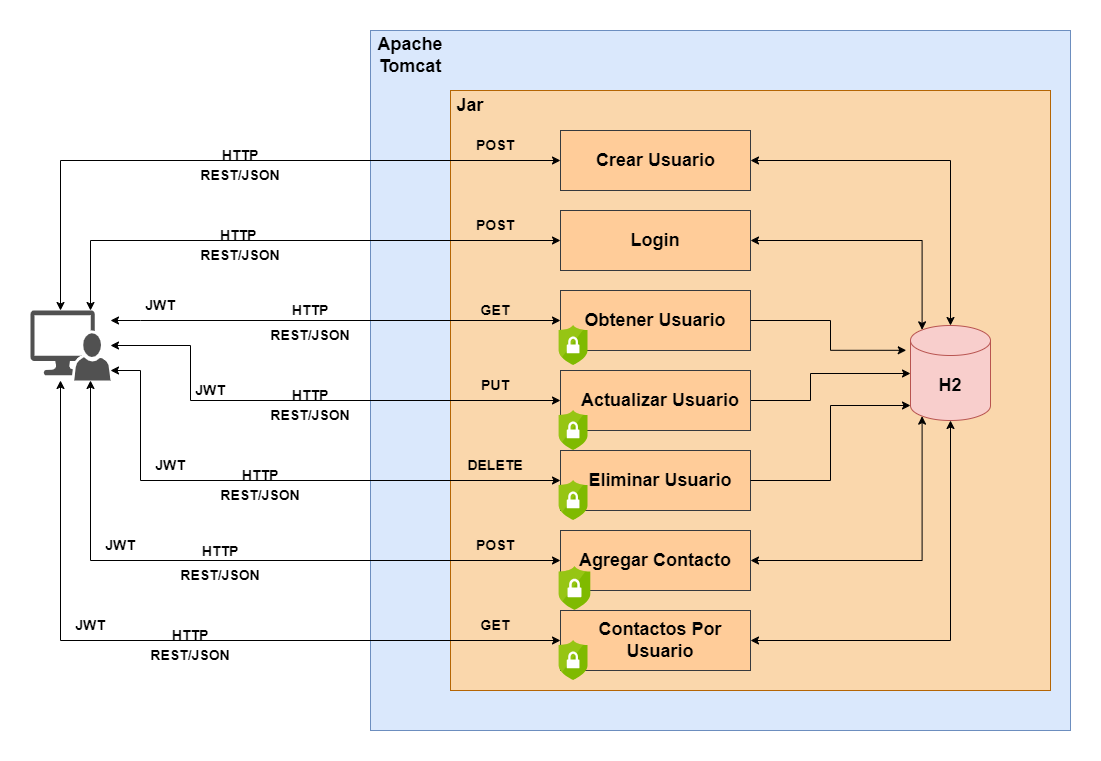 Apache
Tomcat
Jar
HTTP
REST/JSON
POST
Crear Usuario
HTTP
REST/JSON
POST
Login
JWT
HTTP
REST/JSON
GET
Obtener Usuario
JWT
HTTP
REST/JSON
PUT
Actualizar Usuario
H2
JWT
HTTP
REST/JSON
DELETE
Eliminar Usuario
JWT
HTTP
REST/JSON
POST
Agregar Contacto
JWT
HTTP
REST/JSON
GET
Contactos Por
Usuario